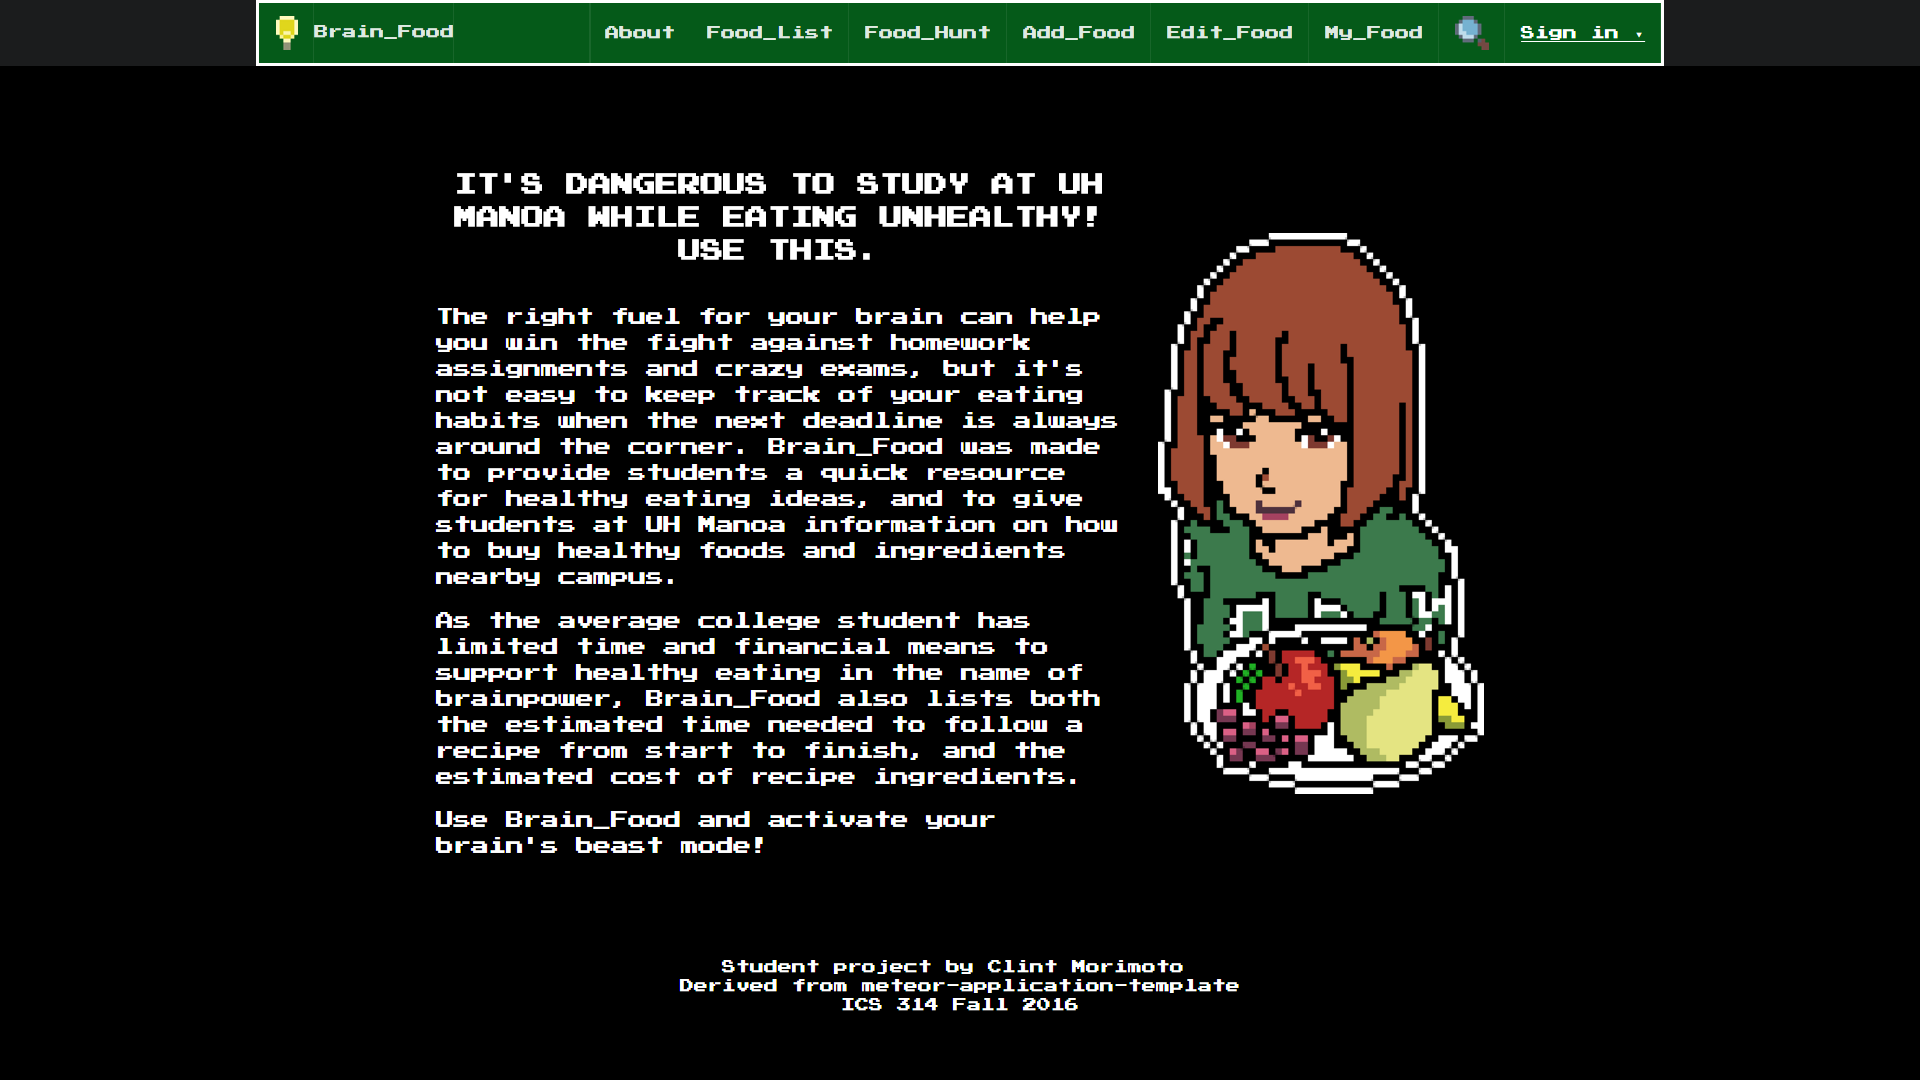 Brain_Food About Food_List Food_Hunt Add_Food Edit_Food My_Food Sign in ▾
IT'S DANGEROUS TO STUDY AT UH
MANOA WHILE EATING UNHEALTHY!
USE THIS.
The right fuel for your brain can help
you win the fight against homework
assignments and crazy exams, but it's
not easy to keep track of your eating
habits when the next deadline is always
around the corner. Brain_Food was made
to provide students a quick resource
for healthy eating ideas, and to give
students at UH Manoa information on how
to buy healthy foods and ingredients
nearby campus.
As the average college student has
limited time and financial means to
support healthy eating in the name of
brainpower, Brain_Food also lists both
the estimated time needed to follow a
recipe from start to finish, and the
estimated cost of recipe ingredients.
Use Brain_Food and activate your
brain's beast mode!
Student project by Clint Morimoto
Derived from meteor-application-template
ICS 314 Fall 2016